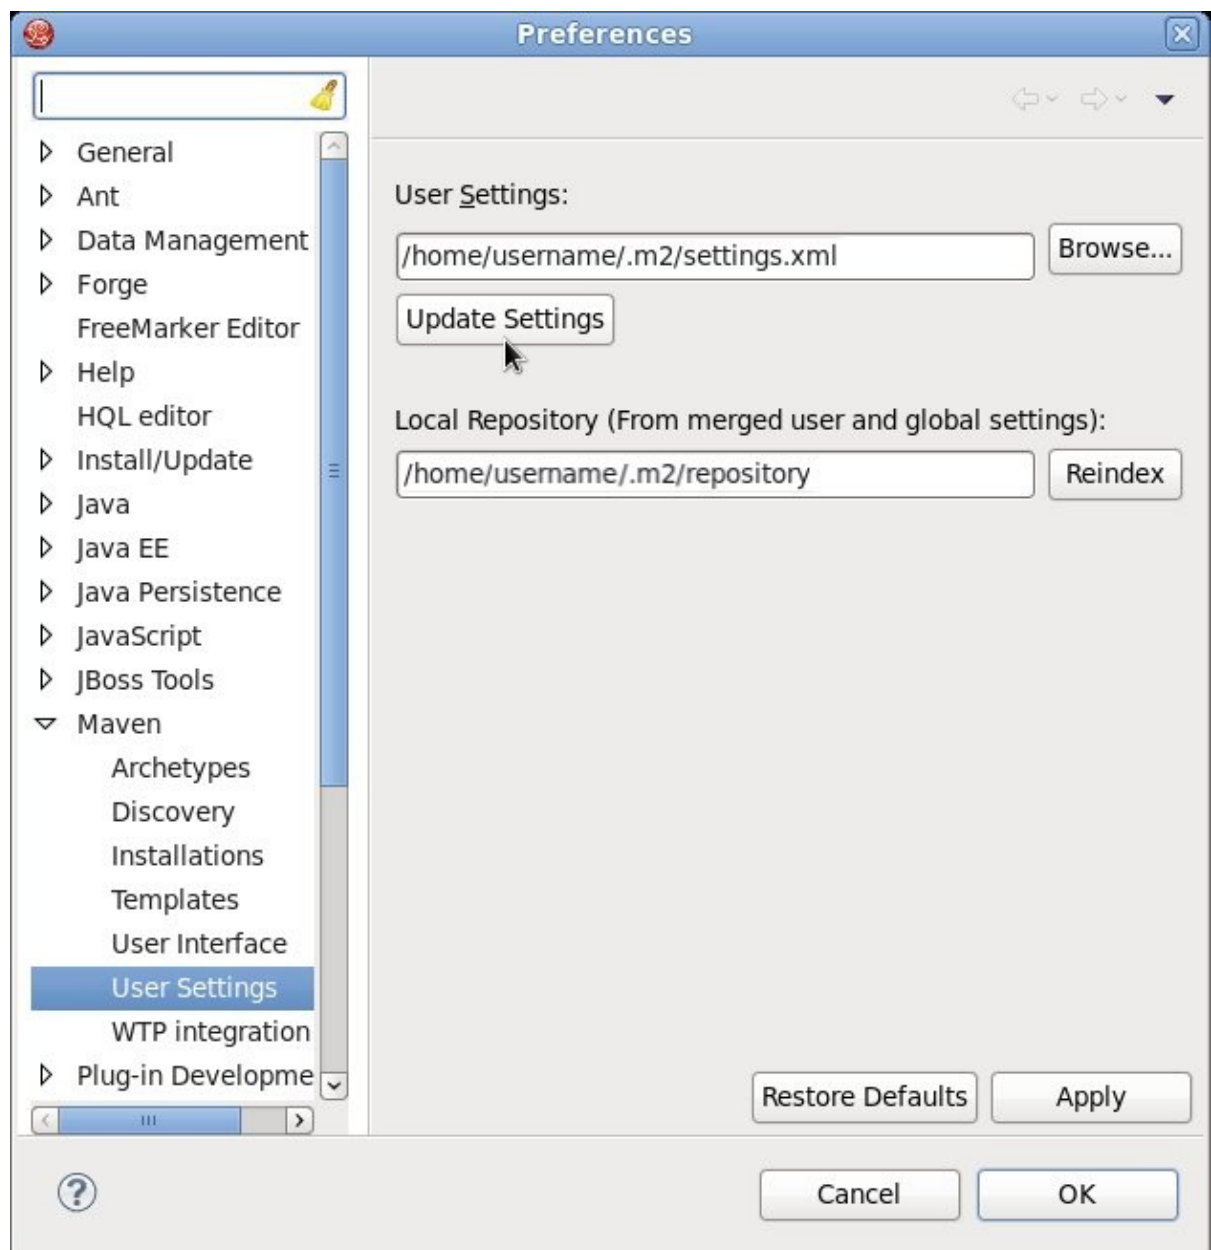 Preferences
General
Ant
Data Management
Forge
FreeMarker Editor
Help
HQL editor
Install/Update
Java
Java EE
Java Persistence
JavaScript
JBoss Tools
Maven
Archetypes
Discovery
Installations
Templates
User Interface
User Settings
WTP integration
Plug-in Developme
User Settings:
/home/username/.m2/settings.xml
Browse...
Update Settings
Local Repository (From merged user and global settings):
/home/username/.m2/repository
Reindex
Restore Defaults
Apply
?
Cancel
OK